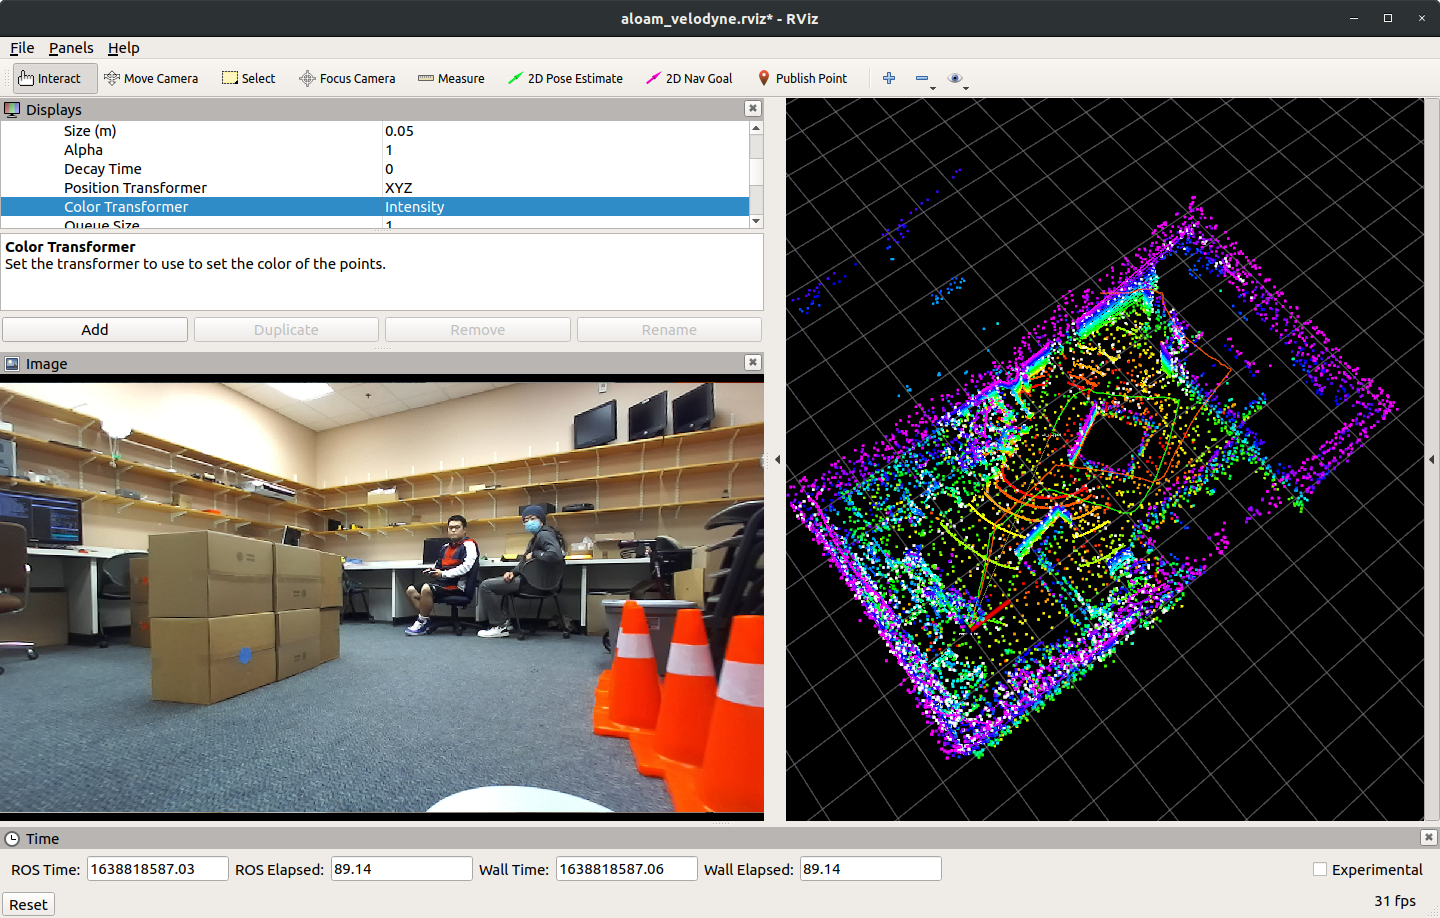 aloam_velodyne.rviz* - RViz
File Panels Help
Interact Move Camera Select Focus Camera Measure 2D Pose Estimate 2D Nav Goal Publish Point
Displays
Size (m) 0.05
Alpha 1
Decay Time 0
Position Transformer XYZ
Color Transformer Intensity
Queue Size 1
Color Transformer
Set the transformer to use to set the color of the points.
Add Duplicate Remove Rename
Image
Time
ROS Time: 1638818587.03 ROS Elapsed: 89.14 Wall Time: 1638818587.06 Wall Elapsed: 89.14 Experimental
Reset 31 fps